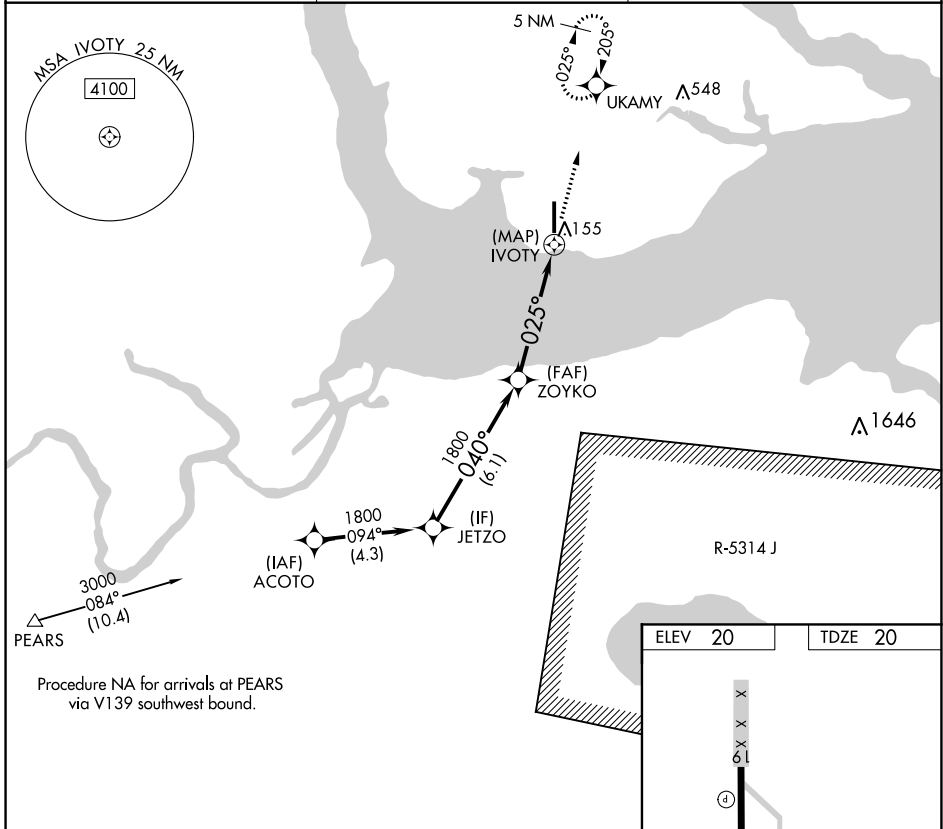 MSA IVOTY 25 NM
4100
5 NM
025°
205°
UKAMY
548
(MAP)
IVOTY
155
025°
(FAF)
ZOYKO
1646
1800
040°
(6.1)
1800
094°
(4.3)
(IF)
JETZO
(IAF)
ACOTO
R-5314 J
3000
084°
(10.4)
PEARS
Procedure NA for arrivals at PEARS
via V139 southwest bound.
ELEV 20
TDZE 20
X
X
X
19
P